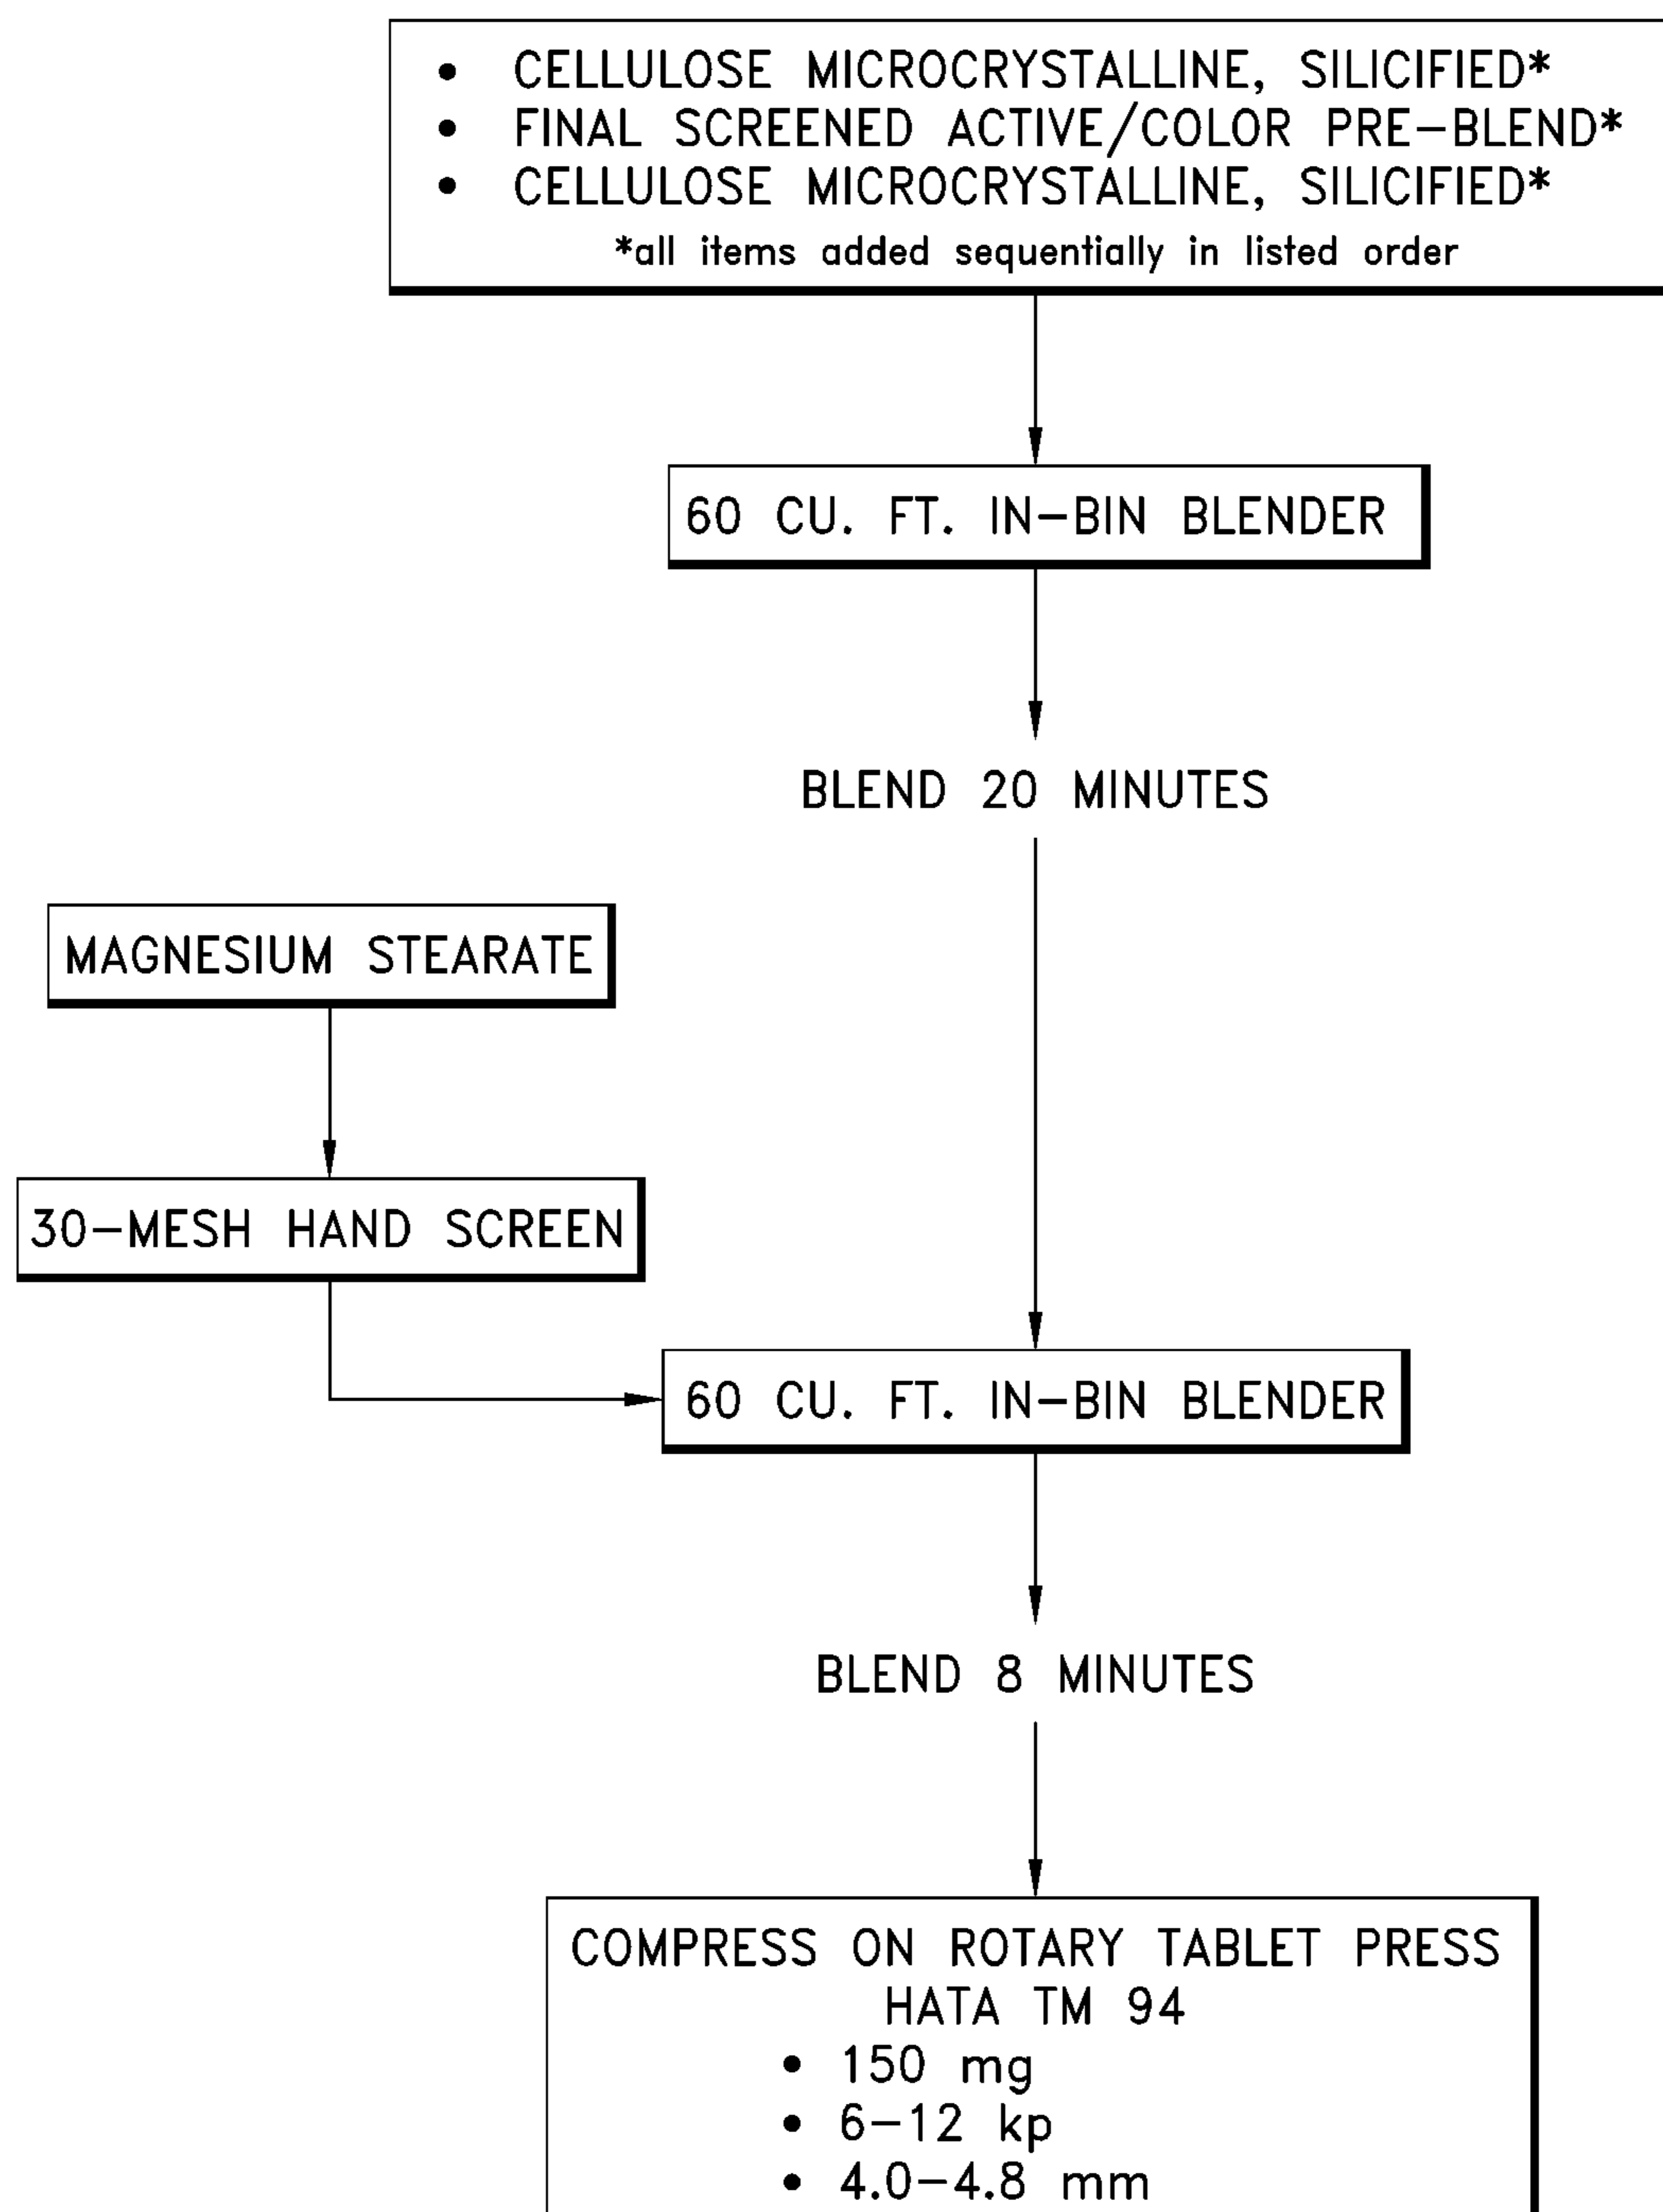 • CELLULOSE MICROCRYSTALLINE, SILICIFIED*
• FINAL SCREENED ACTIVE/COLOR PRE-BLEND*
• CELLULOSE MICROCRYSTALLINE, SILICIFIED*
*all items added sequentially in listed order
60 CU. FT. IN-BIN BLENDER
BLEND 20 MINUTES
MAGNESIUM STEARATE
30-MESH HAND SCREEN
60 CU. FT. IN-BIN BLENDER
BLEND 8 MINUTES
COMPRESS ON ROTARY TABLET PRESS
HATA TM 94
• 150 mg
• 6-12 kp
• 4.0-4.8 mm